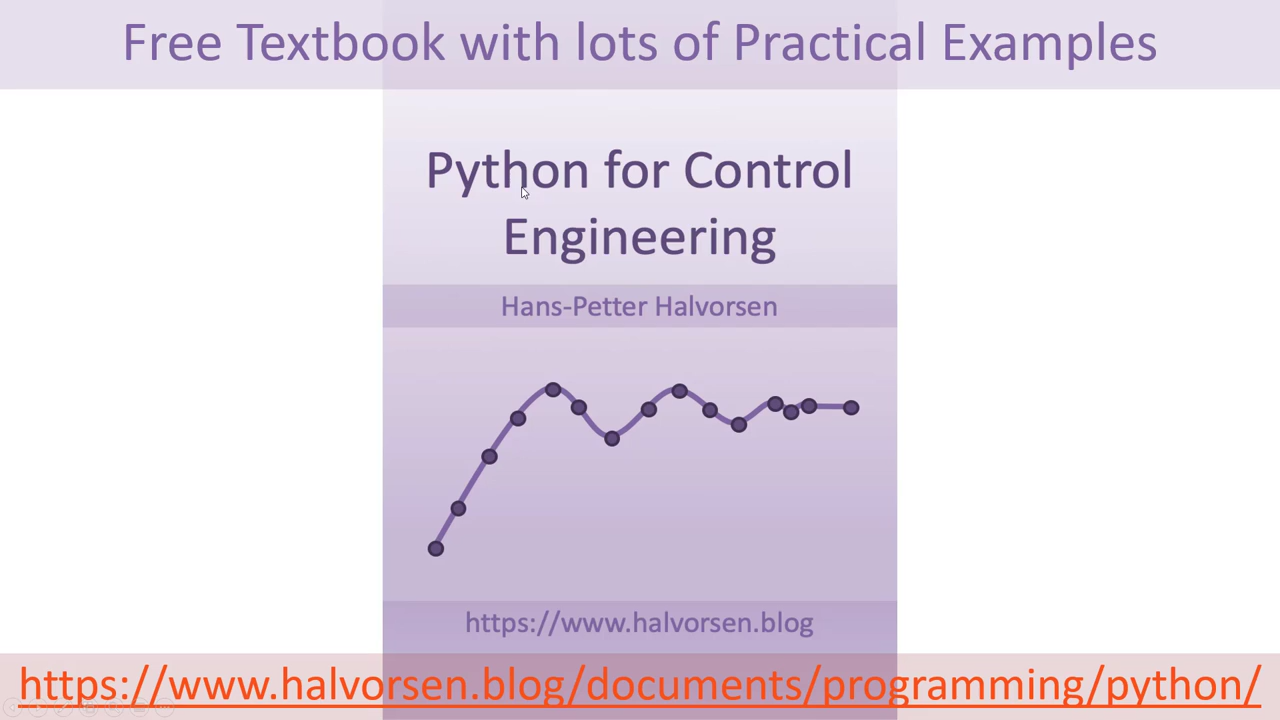 Free Textbook with lots of Practical Examples
Python for Control
Engineering
Hans-Petter Halvorsen
https://www.halvorsen.blog
https://www.halvorsen.blog/documents/programming/python/